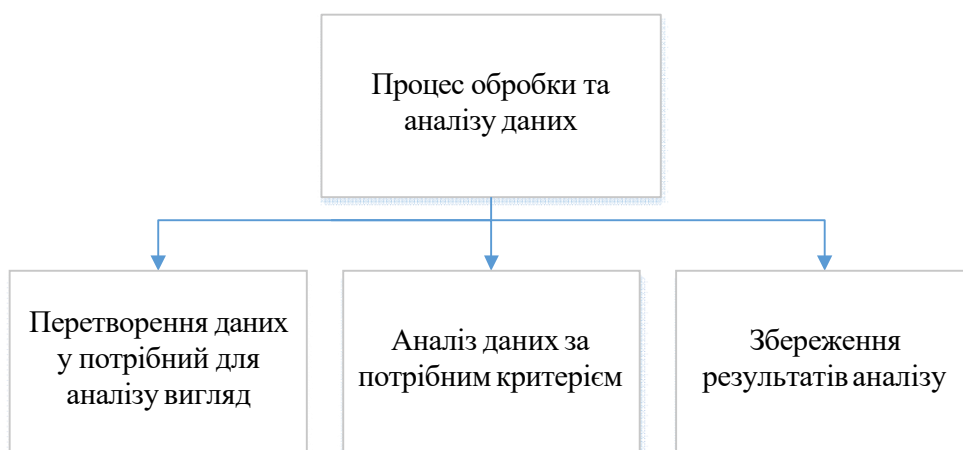 Процес обробки та
аналізу даних
Перетворення даних
у потрібний для
аналізу вигляд
Аналіз даних за
потрібним критерієм
Збереження
результатів аналізу